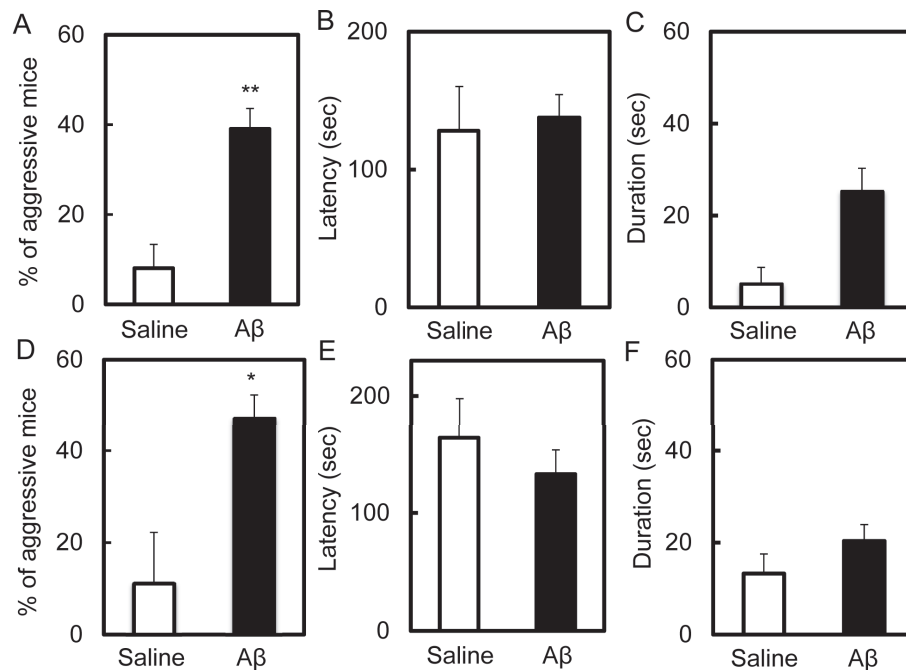 A
% of aggressive mice
60
40
20
0
**
Saline Aβ
B
Latency (sec)
200
100
0
Saline Aβ
C
Duration (sec)
60
40
20
0
Saline Aβ
D
% of aggressive mice
60
40
20
0
*
Saline Aβ
E
Latency (sec)
200
100
0
Saline Aβ
F
Duration (sec)
60
40
20
0
Saline Aβ